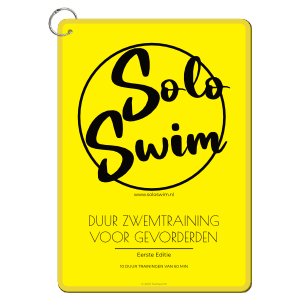 Solo
Swim
www.soloswim.nl
DUUR ZWEMTRAINING
VOOR GEVORDERDEN
Eerste Editie
10 DUUR TRAININGEN VAN 60 MIN